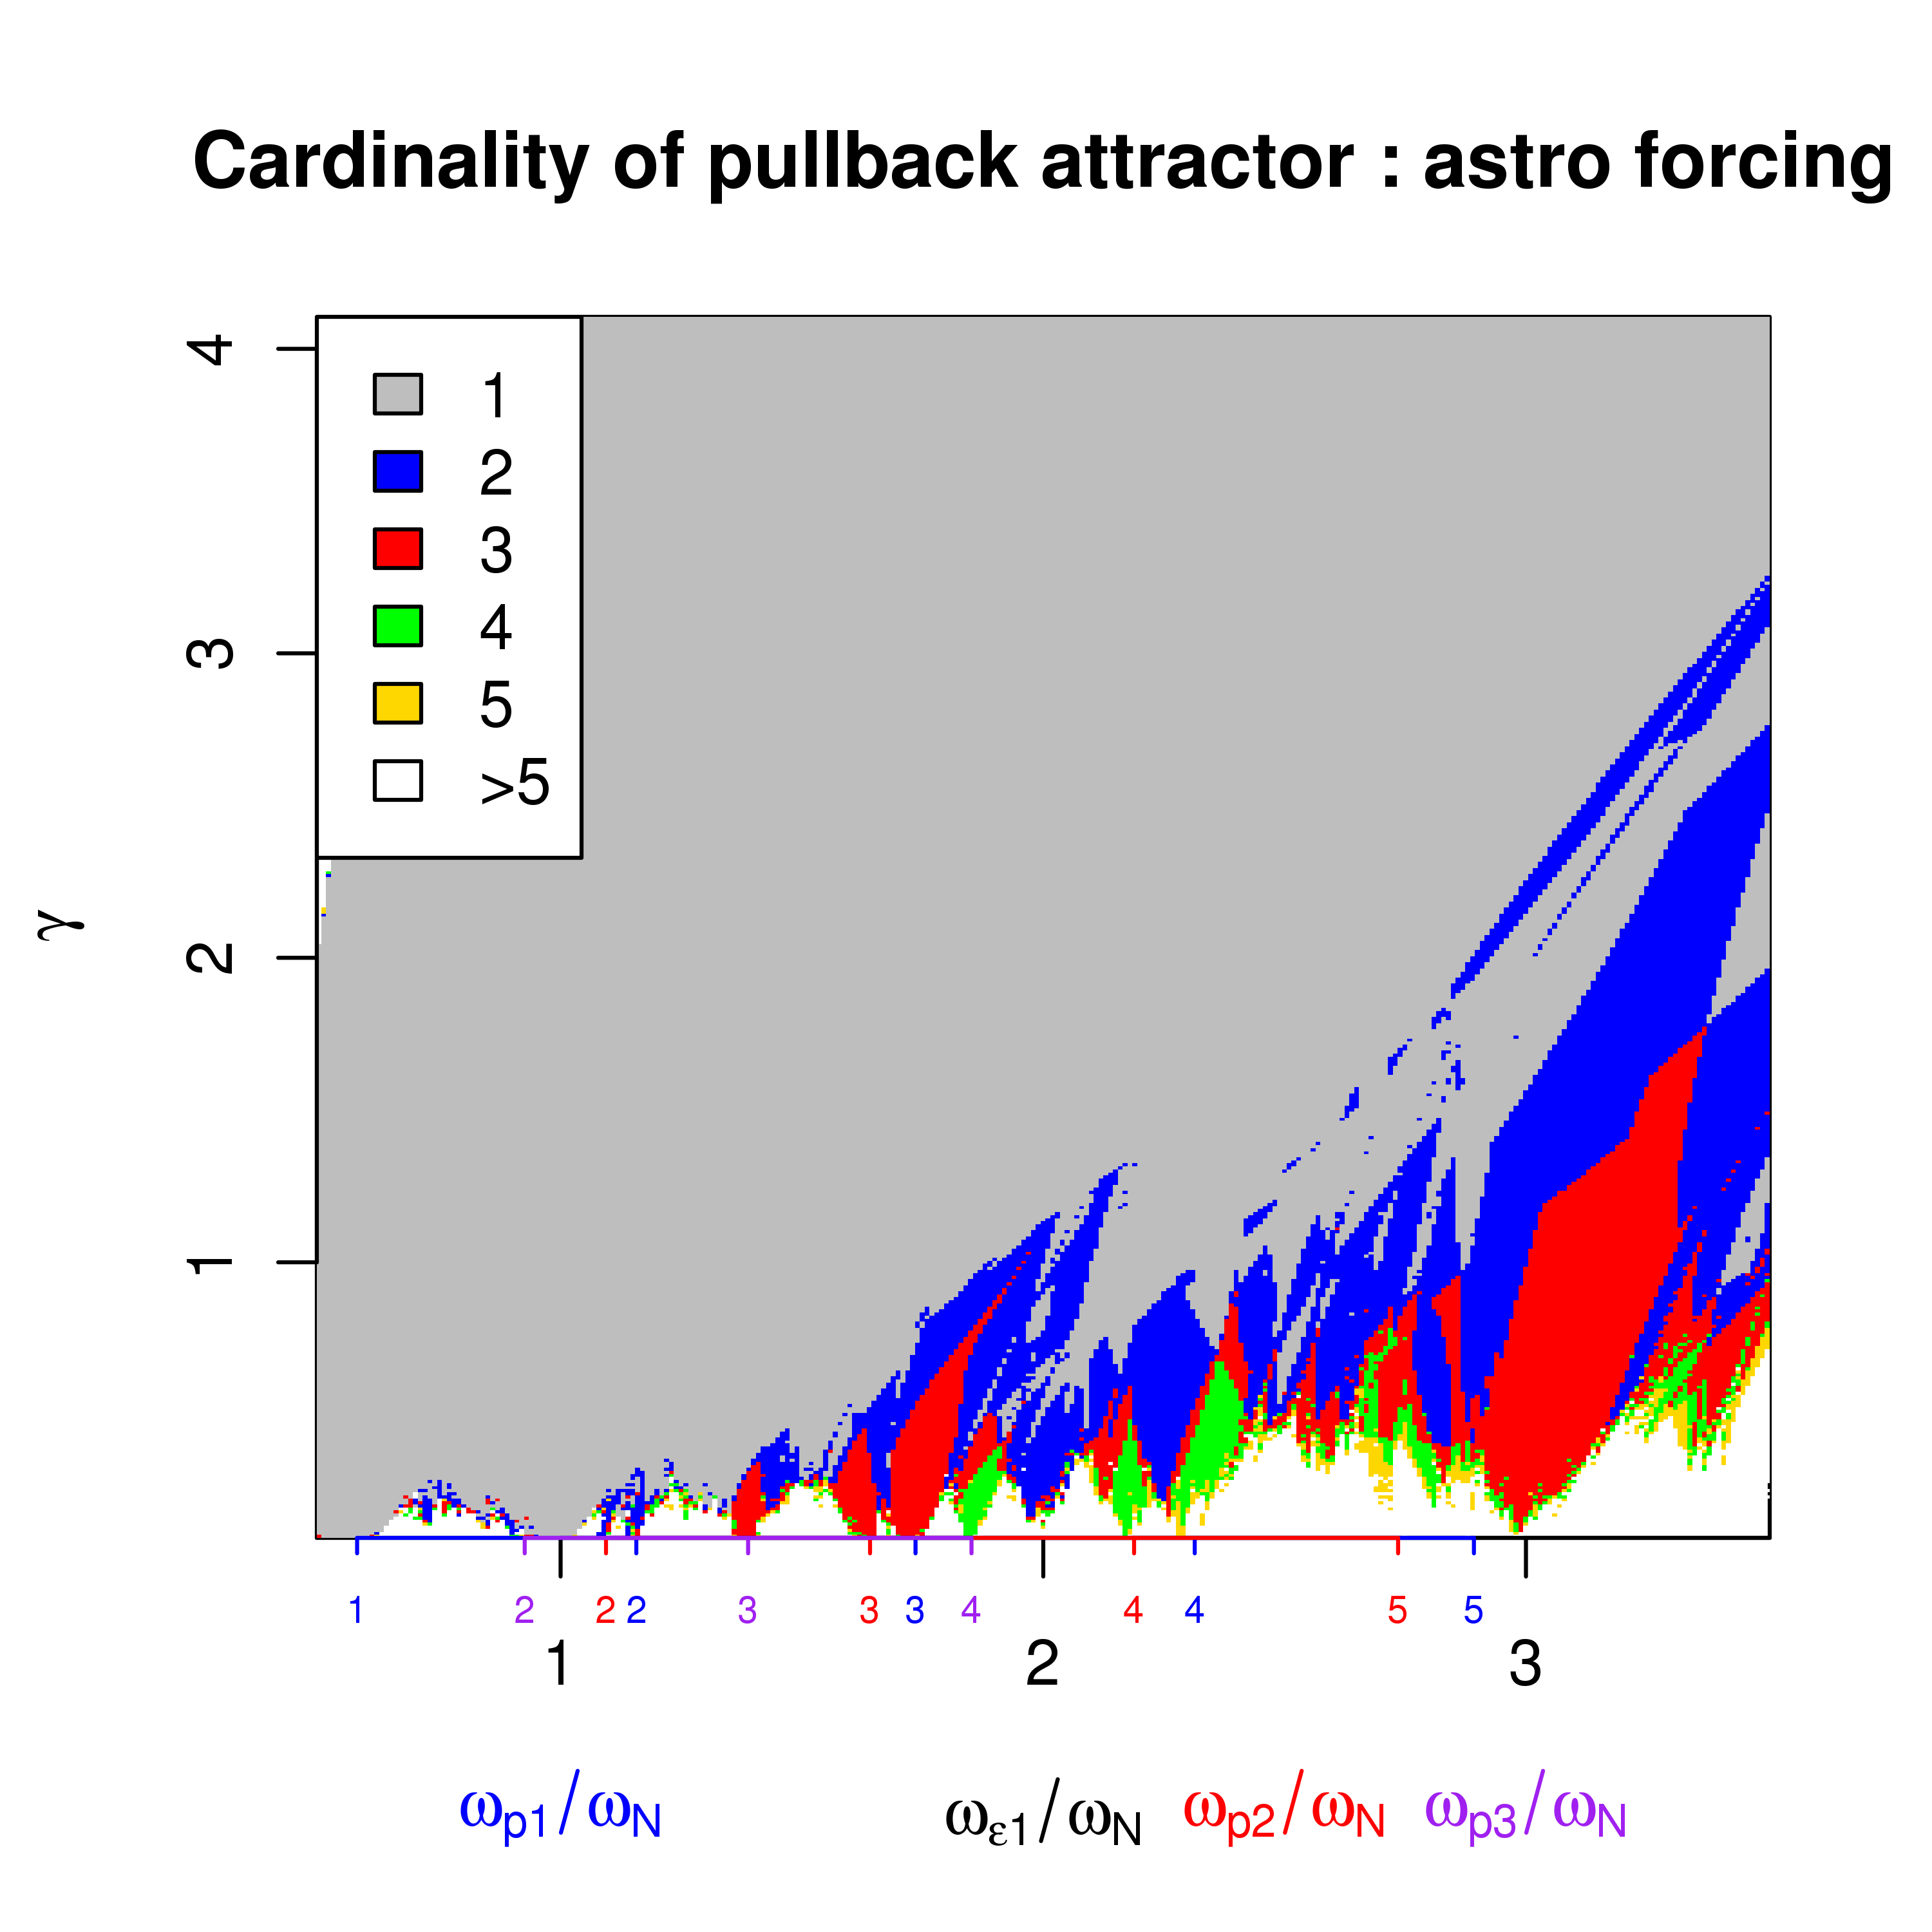 Cardinality of pullback attractor : astro forcing
1
2
3
4
5
>5
4
3
2
1
γ
1 2 2 2 3 3 3 4 4 4 5 5
1 2 3
ωp1/ωN ωε1/ωN ωp2/ωN ωp3/ωN